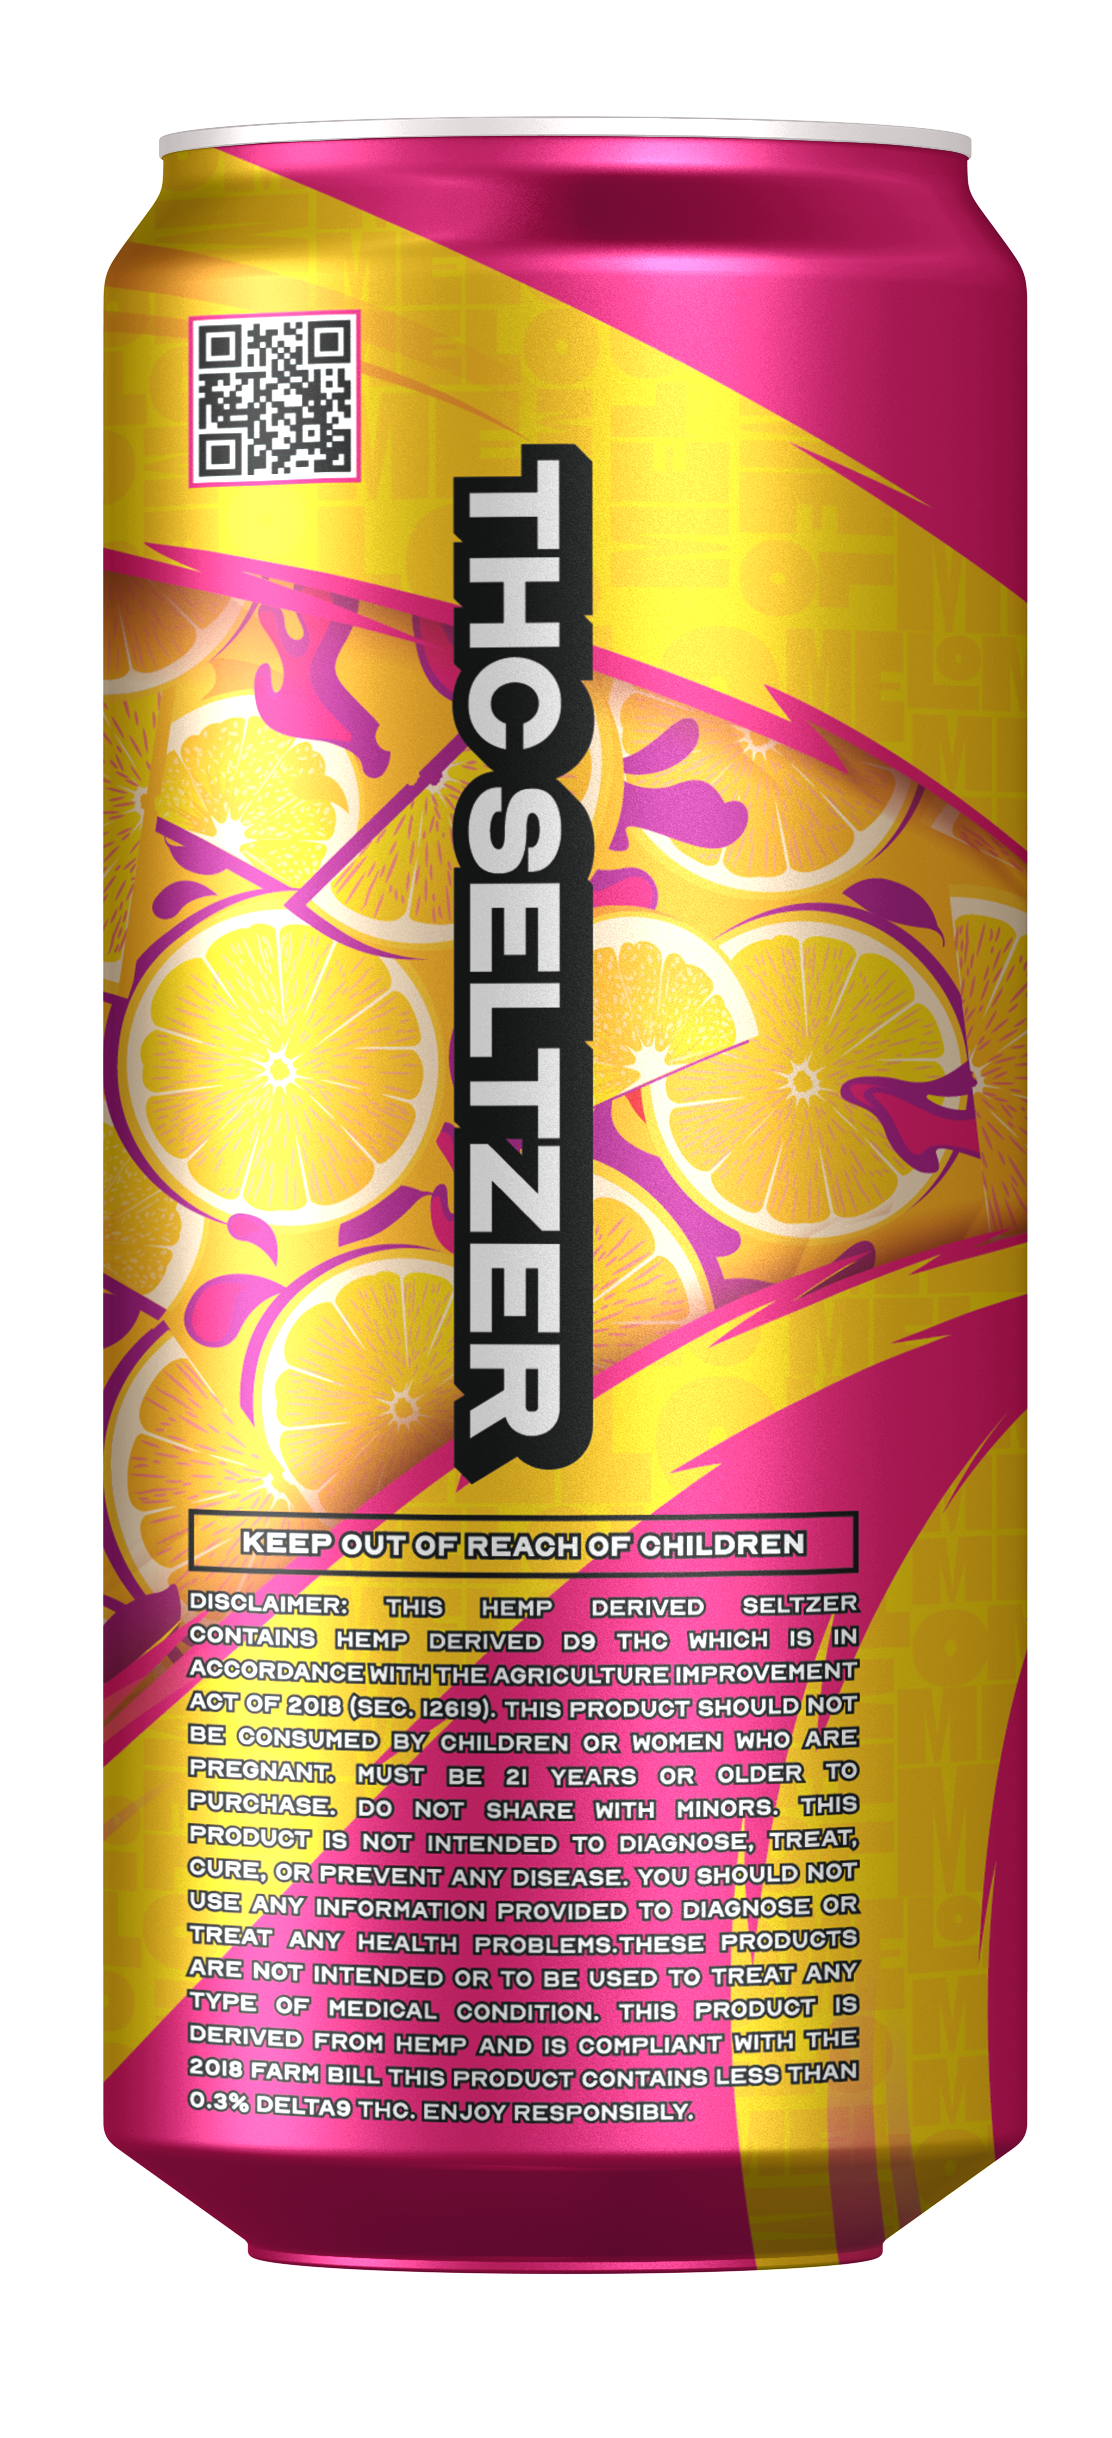 THC SELTZER
KEEP OUT OF REACH OF CHILDREN
DISCLAIMER: THIS HEMP DERIVED SELTZER
CONTAINS HEMP DERIVED D9 THC WHICH IS IN
ACCORDANCE WITH THE AGRICULTURE IMPROVEMENT
ACT OF 2018 (SEC. 12619). THIS PRODUCT SHOULD NOT
BE CONSUMED BY CHILDREN OR WOMEN WHO ARE
PREGNANT. MUST BE 21 YEARS OR OLDER TO
PURCHASE. DO NOT SHARE WITH MINORS. THIS
PRODUCT IS NOT INTENDED TO DIAGNOSE, TREAT,
CURE, OR PREVENT ANY DISEASE. YOU SHOULD NOT
USE ANY INFORMATION PROVIDED TO DIAGNOSE OR
TREAT ANY HEALTH PROBLEMS.THESE PRODUCTS
ARE NOT INTENDED OR TO BE USED TO TREAT ANY
TYPE OF MEDICAL CONDITION. THIS PRODUCT IS
DERIVED FROM HEMP AND IS COMPLIANT WITH THE
2018 FARM BILL THIS PRODUCT CONTAINS LESS THAN
0.3% DELTA9 THC. ENJOY RESPONSIBLY.